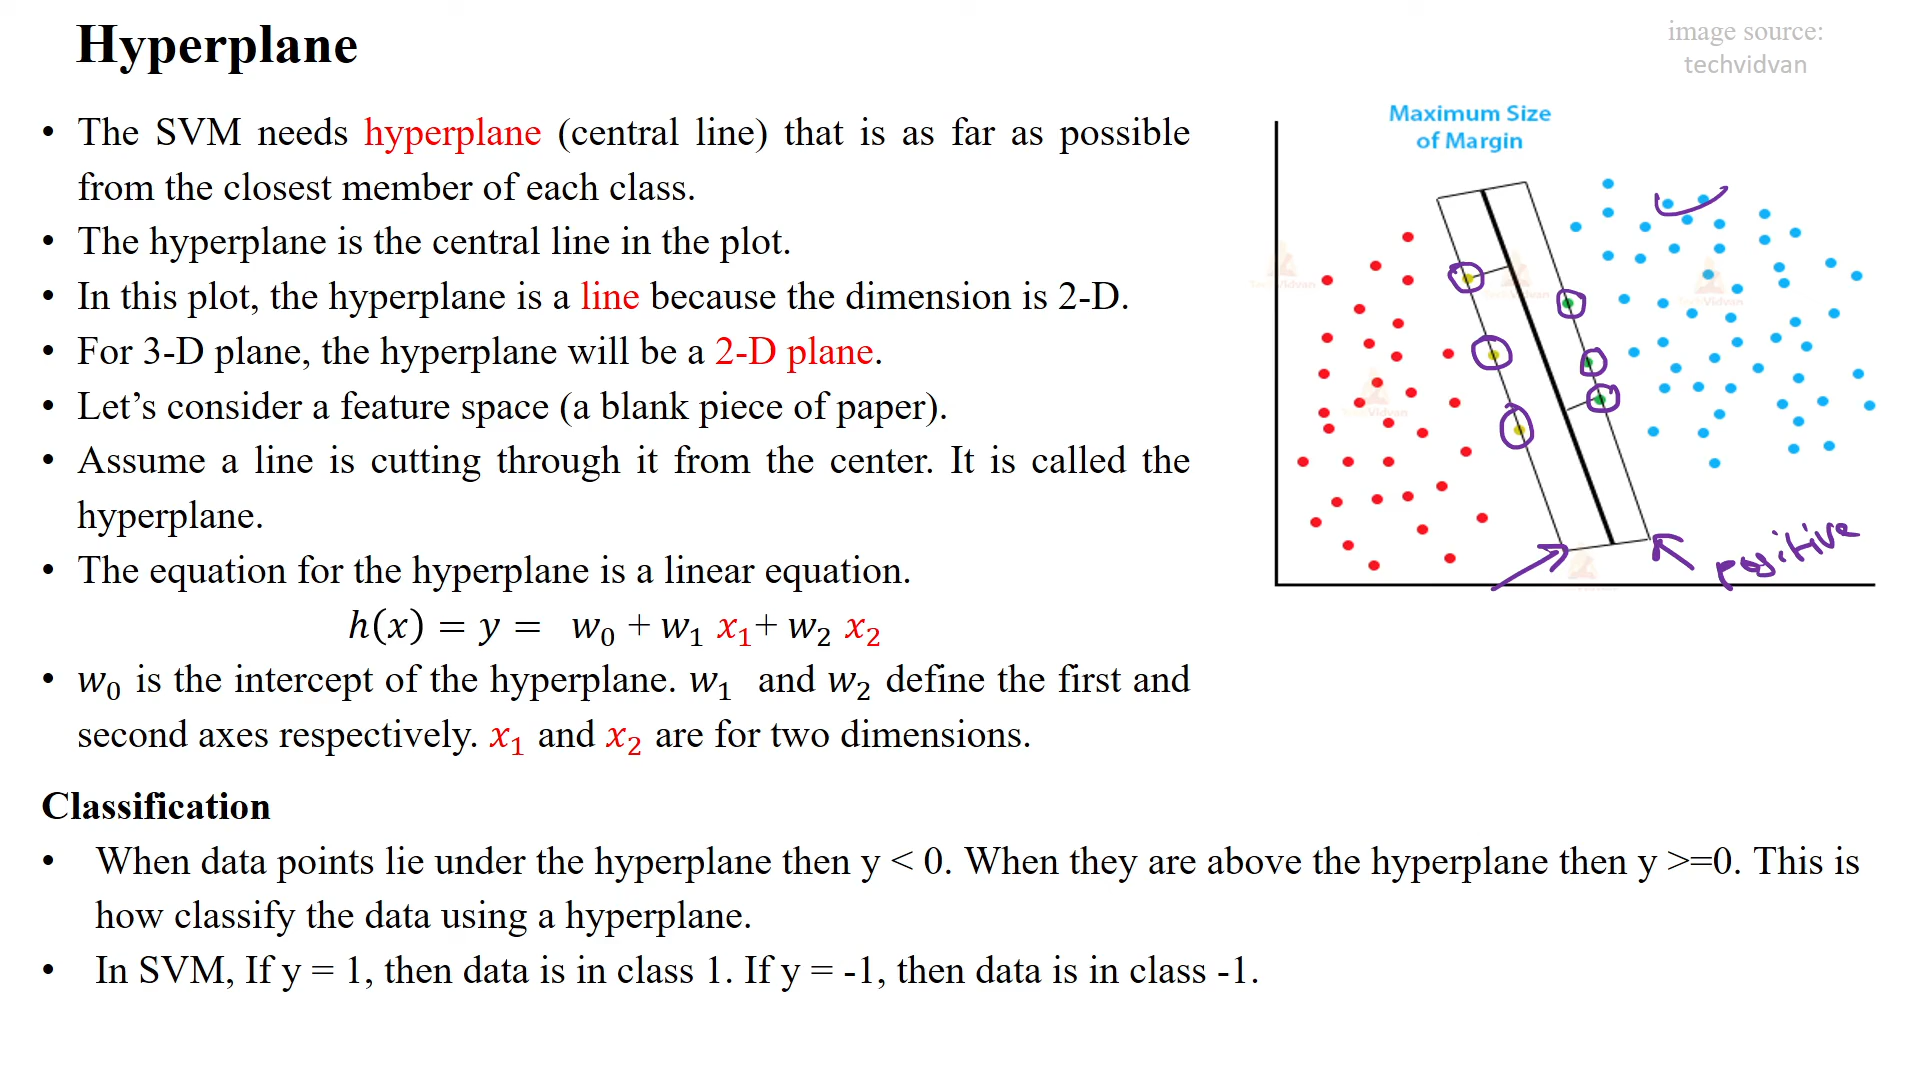 Hyperplane
image source:
techvidvan
• The SVM needs hyperplane (central line) that is as far as possible
from the closest member of each class.
• The hyperplane is the central line in the plot.
• In this plot, the hyperplane is a line because the dimension is 2-D.
• For 3-D plane, the hyperplane will be a 2-D plane.
• Let’s consider a feature space (a blank piece of paper).
• Assume a line is cutting through it from the center. It is called the
hyperplane.
• The equation for the hyperplane is a linear equation.
h(x) = y = w₀ + w₁ x₁+ w₂ x₂
• w₀ is the intercept of the hyperplane. w₁ and w₂ define the first and
second axes respectively. x₁ and x₂ are for two dimensions.
Maximum Size
of Margin
positive
Classification
• When data points lie under the hyperplane then y < 0. When they are above the hyperplane then y >=0. This is
how classify the data using a hyperplane.
• In SVM, If y = 1, then data is in class 1. If y = -1, then data is in class -1.